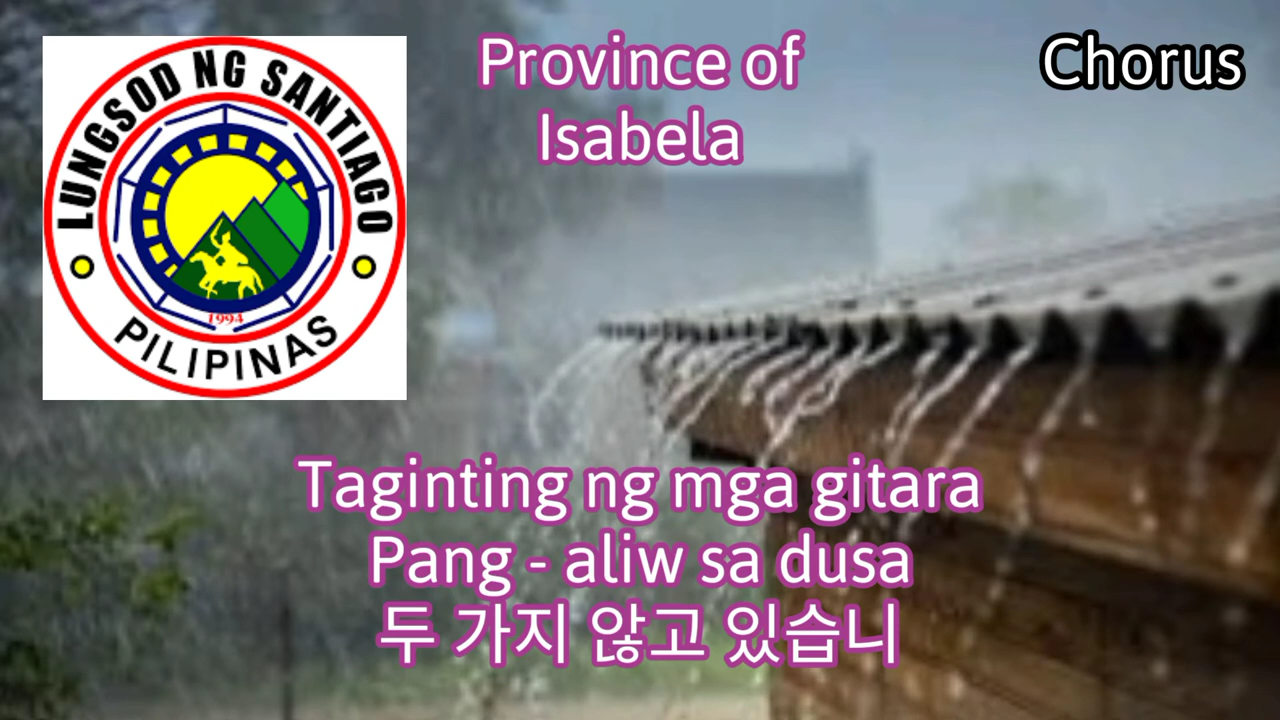 LUNGSOD NG SANTIAGO
1994
PILIPINAS
Province of
Isabela
Chorus
Taginting ng mga gitara
Pang - aliw sa dusa
두 가지 않고 있습니